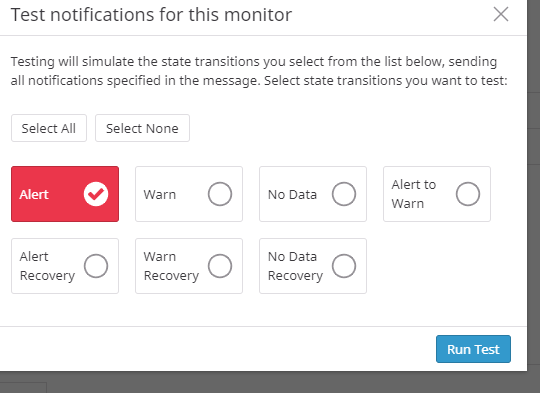 Test notifications for this monitor
Testing will simulate the state transitions you select from the list below, sending
all notifications specified in the message. Select state transitions you want to test:
Select All
Select None
Alert
Warn
No Data
Alert to
Warn
Alert
Recovery
Warn
Recovery
No Data
Recovery
Run Test